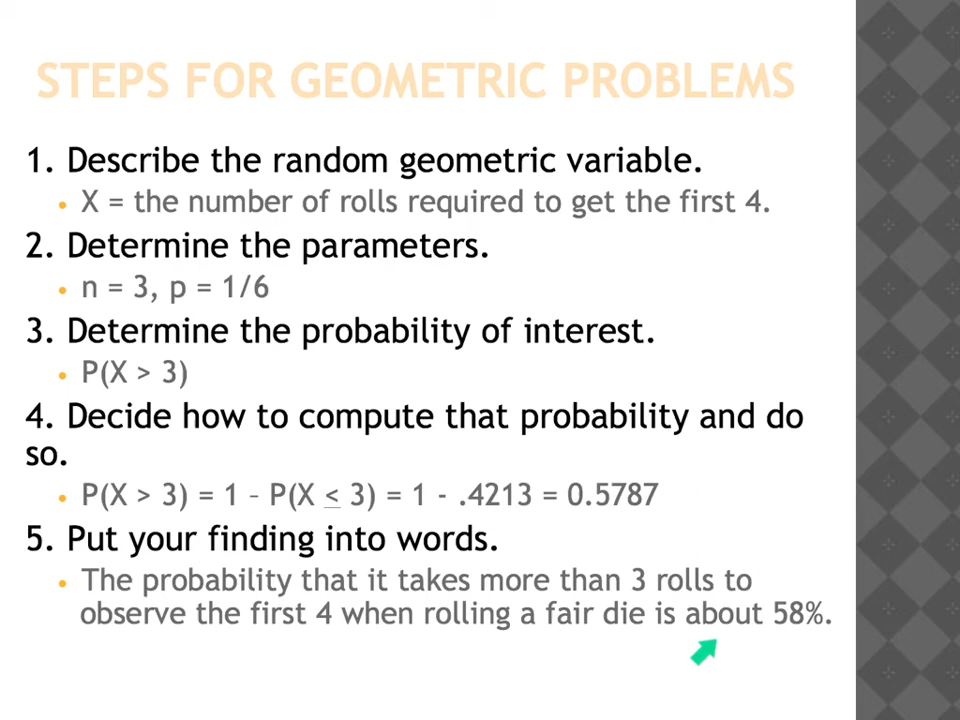 STEPS FOR GEOMETRIC PROBLEMS
1. Describe the random geometric variable.
• X = the number of rolls required to get the first 4.
2. Determine the parameters.
• n = 3, p = 1/6
3. Determine the probability of interest.
• P(X > 3)
4. Decide how to compute that probability and do
so.
• P(X > 3) = 1 – P(X < 3) = 1 - .4213 = 0.5787
5. Put your finding into words.
• The probability that it takes more than 3 rolls to
observe the first 4 when rolling a fair die is about 58%.